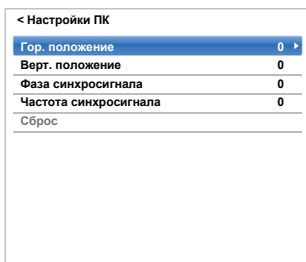 < Настройки ПК
Гор. положение 0
Верт. положение 0
Фаза синхросигнала 0
Частота синхросигнала 0
Сброс